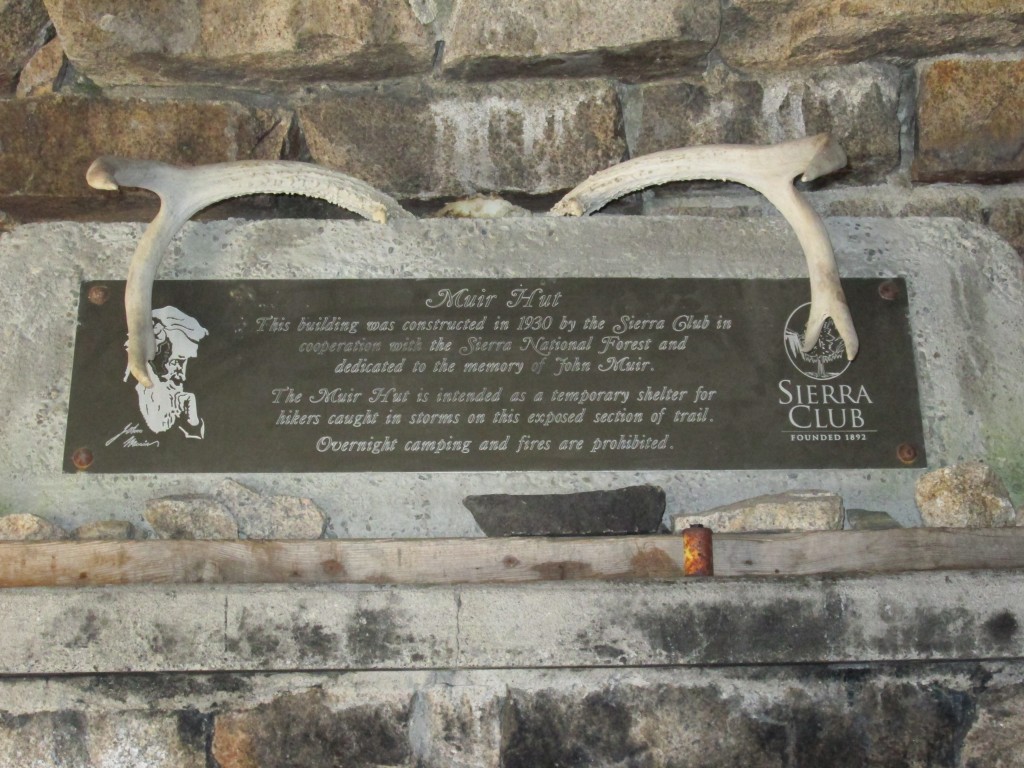 Muir Hut
This building was constructed in 1930 by the Sierra Club in
cooperation with the Sierra National Forest and
dedicated to the memory of John Muir.
The Muir Hut is intended as a temporary shelter for
hikers caught in storms on this exposed section of trail.
Overnight camping and fires are prohibited.
John
Muir
SIERRA
CLUB
FOUNDED 1892